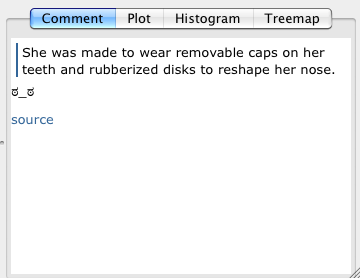 Comment Plot Histogram Treemap
She was made to wear removable caps on her
teeth and rubberized disks to reshape her nose.
ಠ_ಠ
source